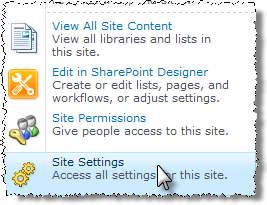 View All Site Content
View all libraries and lists in
this site.
Edit in SharePoint Designer
Create or edit lists, pages, and
workflows, or adjust settings.
Site Permissions
Give people access to this site.
Site Settings
Access all settings for this site.